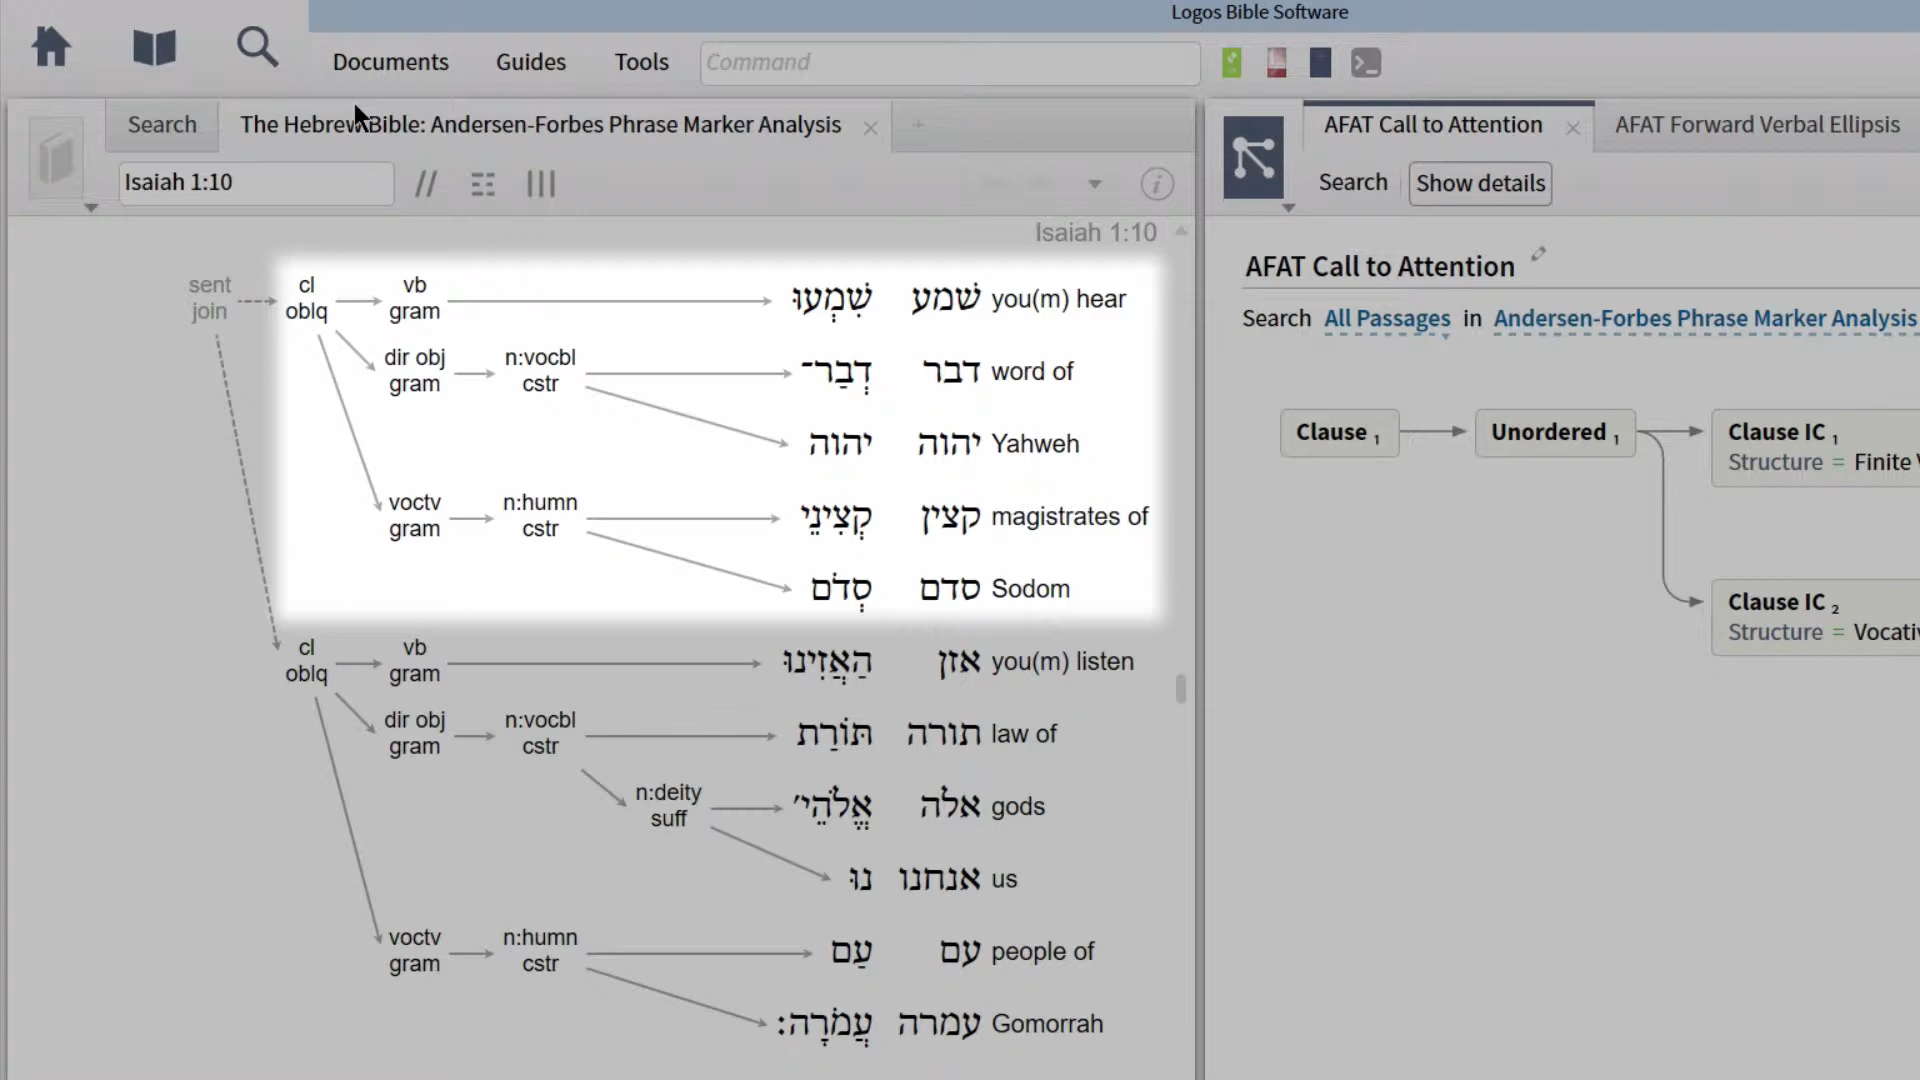 Logos Bible Software
Documents Guides Tools Command
Search The Hebrew Bible: Andersen-Forbes Phrase Marker Analysis
Isaiah 1:10
Isaiah 1:10
sent join
cl oblq
vb gram
שִׁמְעוּ שׁמע you(m) hear
dir obj gram
n:vocbl cstr
דְבַר־ דבר word of
יהוה יהוה Yahweh
voctv gram
n:humn cstr
קְצִינֵי קצין magistrates of
סְדֹם סדם Sodom
cl oblq
vb gram
הַאֲזִינוּ אזן you(m) listen
dir obj gram
n:vocbl cstr
תּוֹרַת תורה law of
n:deity suff
אֱלֹהֵי׳ אלה gods
נוּ אנחנו us
voctv gram
n:humn cstr
עַם עם people of
עֲמֹרָה׃ עמרה Gomorrah
AFAT Call to Attention AFAT Forward Verbal Ellipsis
Search Show details
AFAT Call to Attention
Search All Passages in Andersen-Forbes Phrase Marker Analysis
Clause 1
Unordered 1
Clause IC 1
Structure = Finite
Clause IC 2
Structure =